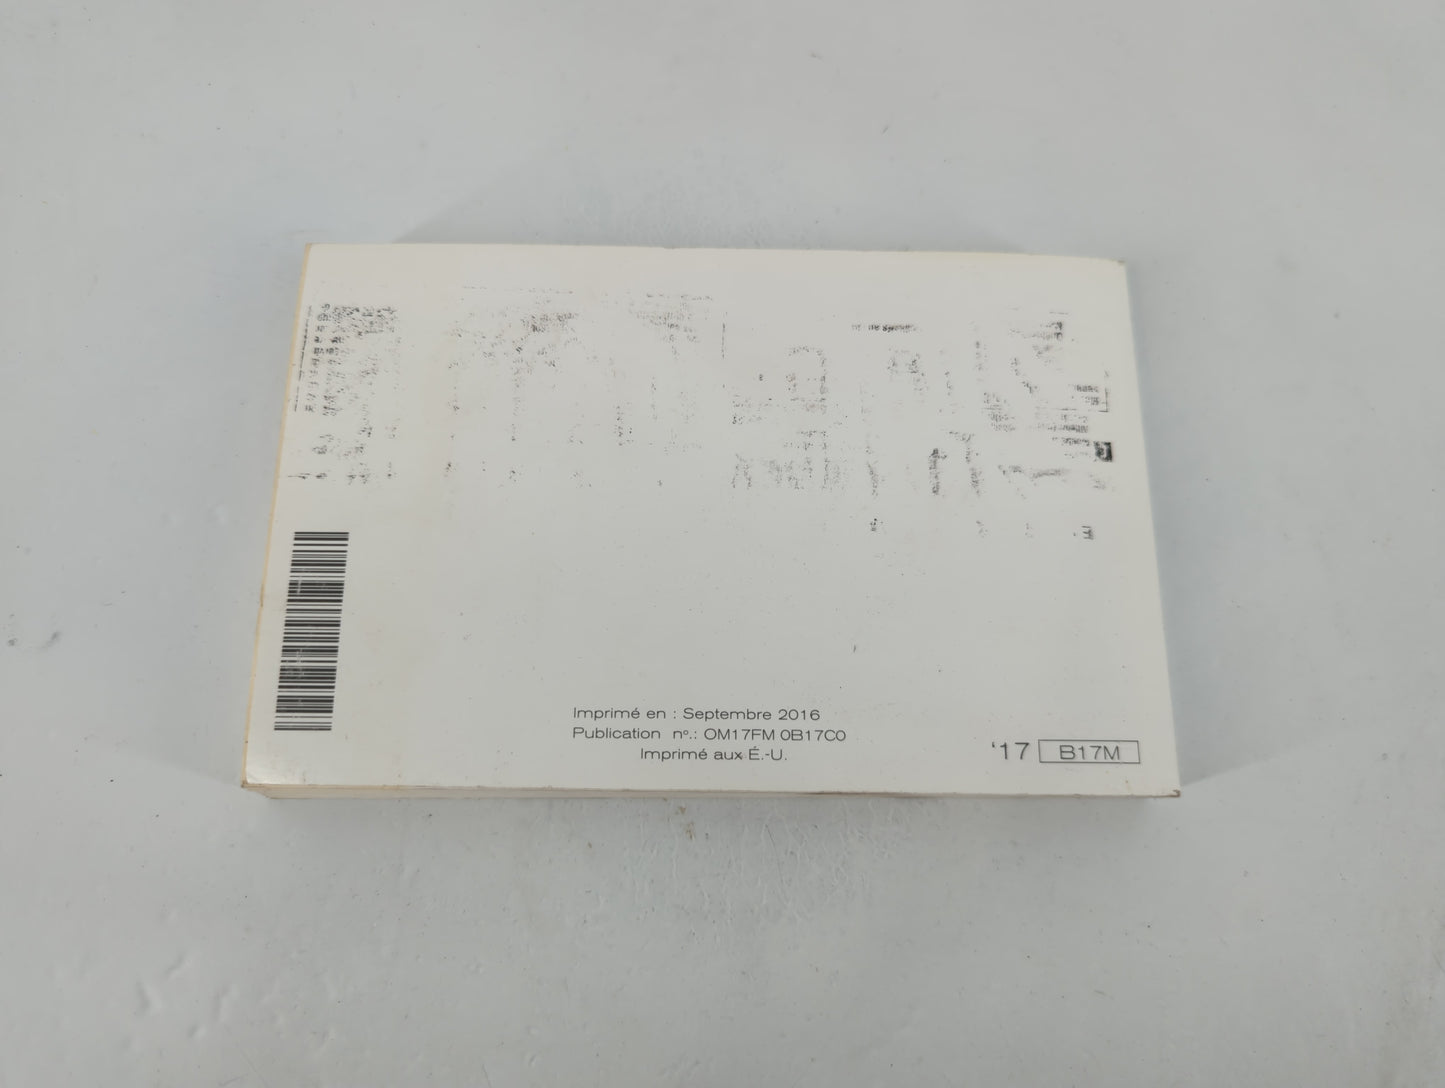 Imprimé en : Septembre 2016
Publication nº.: OM17FM 0B17C0
Imprimé aux É.-U.
'17 B17M